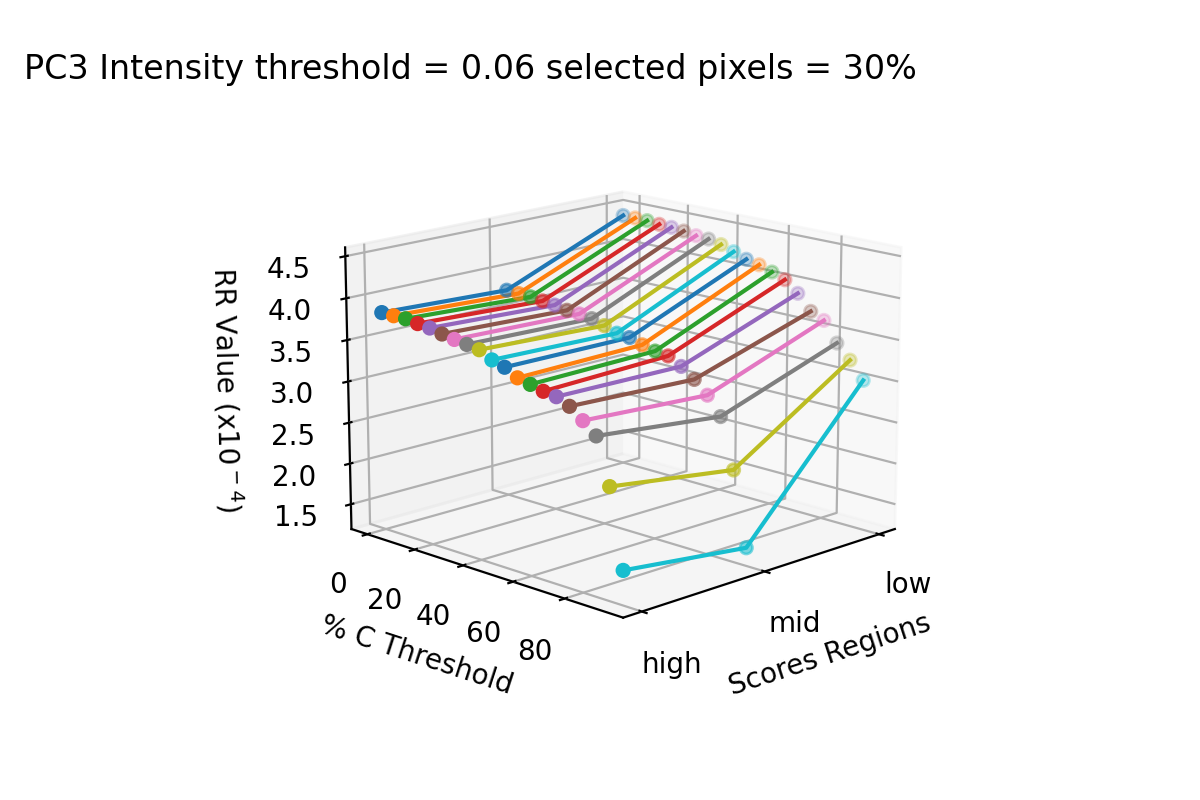 PC3 Intensity threshold = 0.06 selected pixels = 30%
RR Value (x10⁻⁴)
4.5
4.0
3.5
3.0
2.5
2.0
1.5
0
20
40
60
80
% C Threshold
high
mid
low
Scores Regions